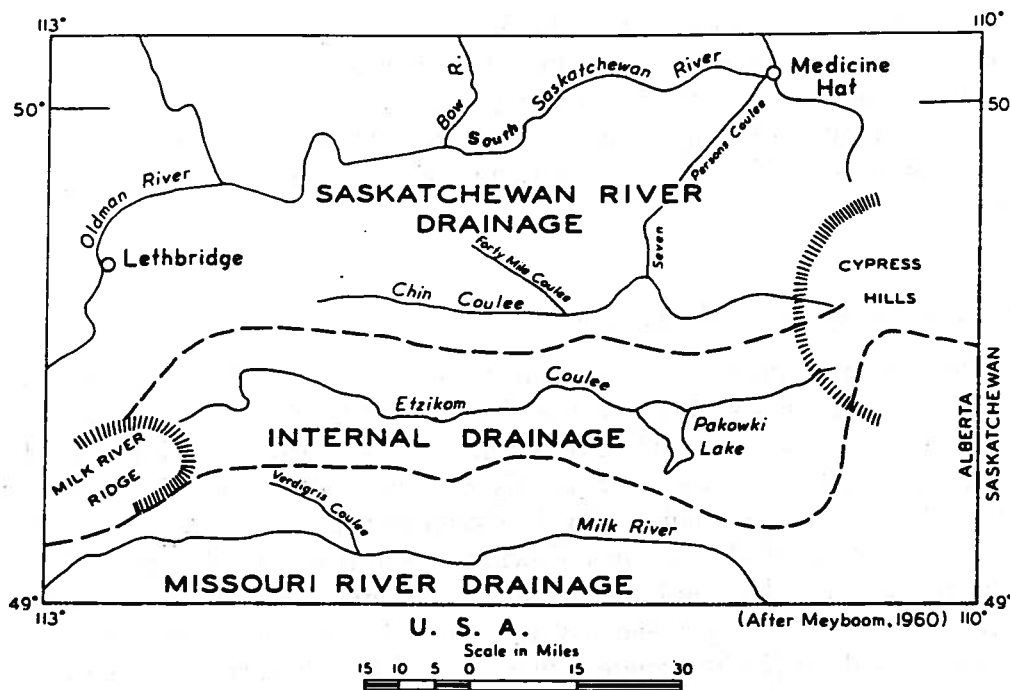 113°
110°
50°
50°
Bow R.
South Saskatchewan River
Medicine
Hat
Persons Coulee
Oldman River
SASKATCHEWAN RIVER
DRAINAGE
Lethbridge
Forty Mile Coulee
Seven
CYPRESS
HILLS
Chin Coulee
Etzikom Coulee
INTERNAL DRAINAGE
Pakowki
Lake
MILK RIVER
RIDGE
Verdigris Coulee
ALBERTA
SASKATCHEWAN
Milk River
MISSOURI RIVER DRAINAGE
49°
49°
113°
110°
U. S. A.
(After Meyboom, 1960)
Scale in Miles
15 10 5 0 15 30